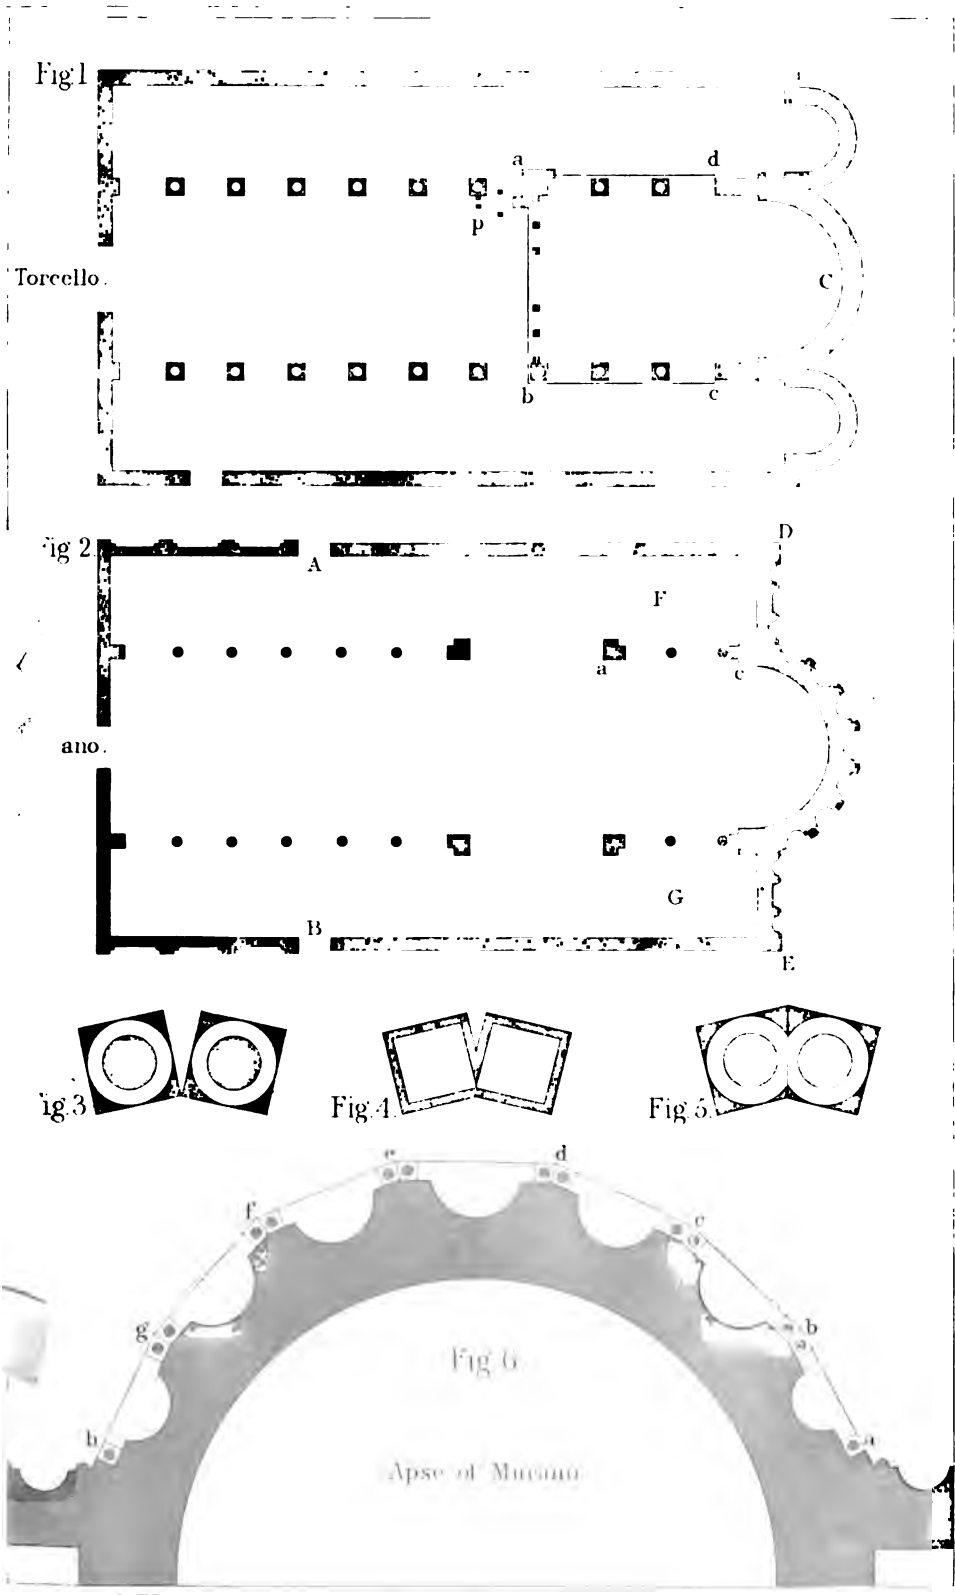 Fig 1
a
d
p
Torcello.
C
b
c
ig 2.
D
A
F
a
c
ano.
G
B
E
ig.3
Fig.4.
Fig.5.
e
d
f
c
g
b
Fig 6
h
a
Apse of Murano